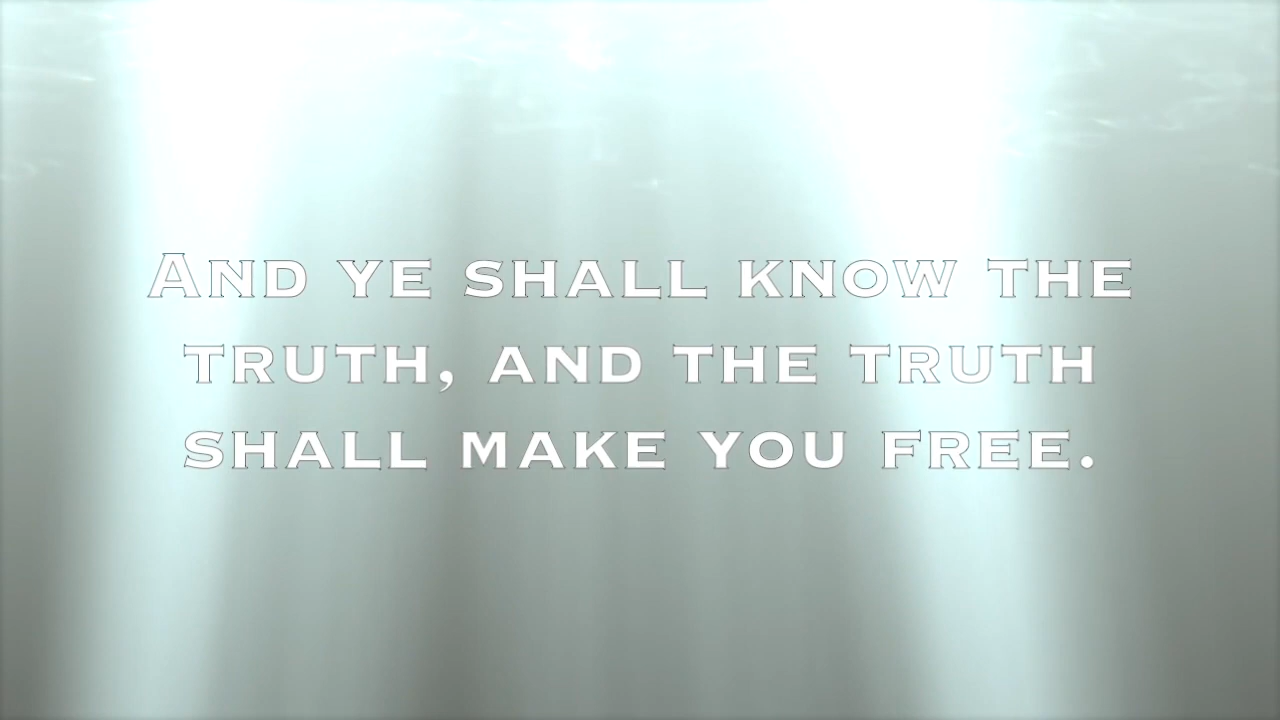 And ye shall know the
truth, and the truth
shall make you free.